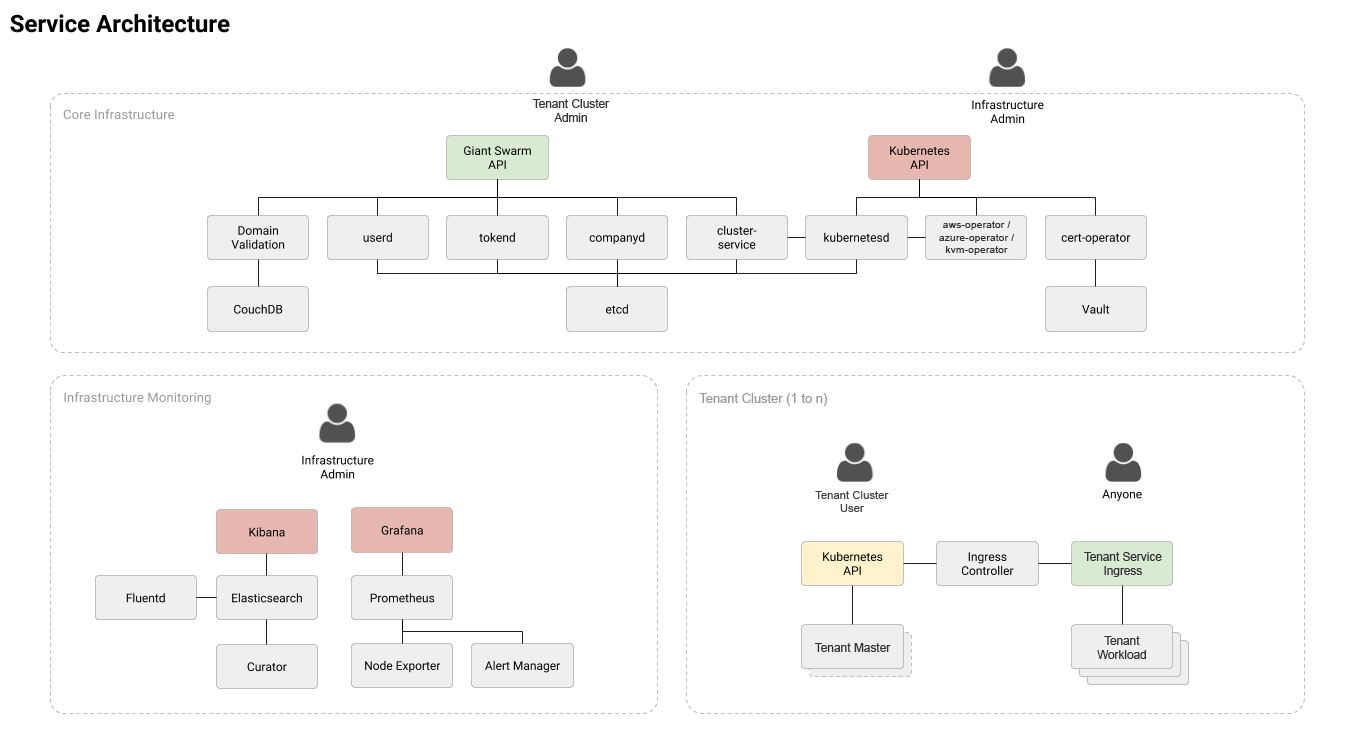 Service Architecture
Tenant Cluster
Admin
Infrastructure
Admin
Core Infrastructure
Giant Swarm
API
Kubernetes
API
Domain
Validation
userd
tokend
companyd
cluster-
service
kubernetesd
aws-operator /
azure-operator /
kvm-operator
cert-operator
CouchDB
etcd
Vault
Infrastructure Monitoring
Infrastructure
Admin
Kibana
Grafana
Fluentd
Elasticsearch
Prometheus
Curator
Node Exporter
Alert Manager
Tenant Cluster (1 to n)
Tenant Cluster
User
Anyone
Kubernetes
API
Ingress
Controller
Tenant Service
Ingress
Tenant Master
Tenant
Workload